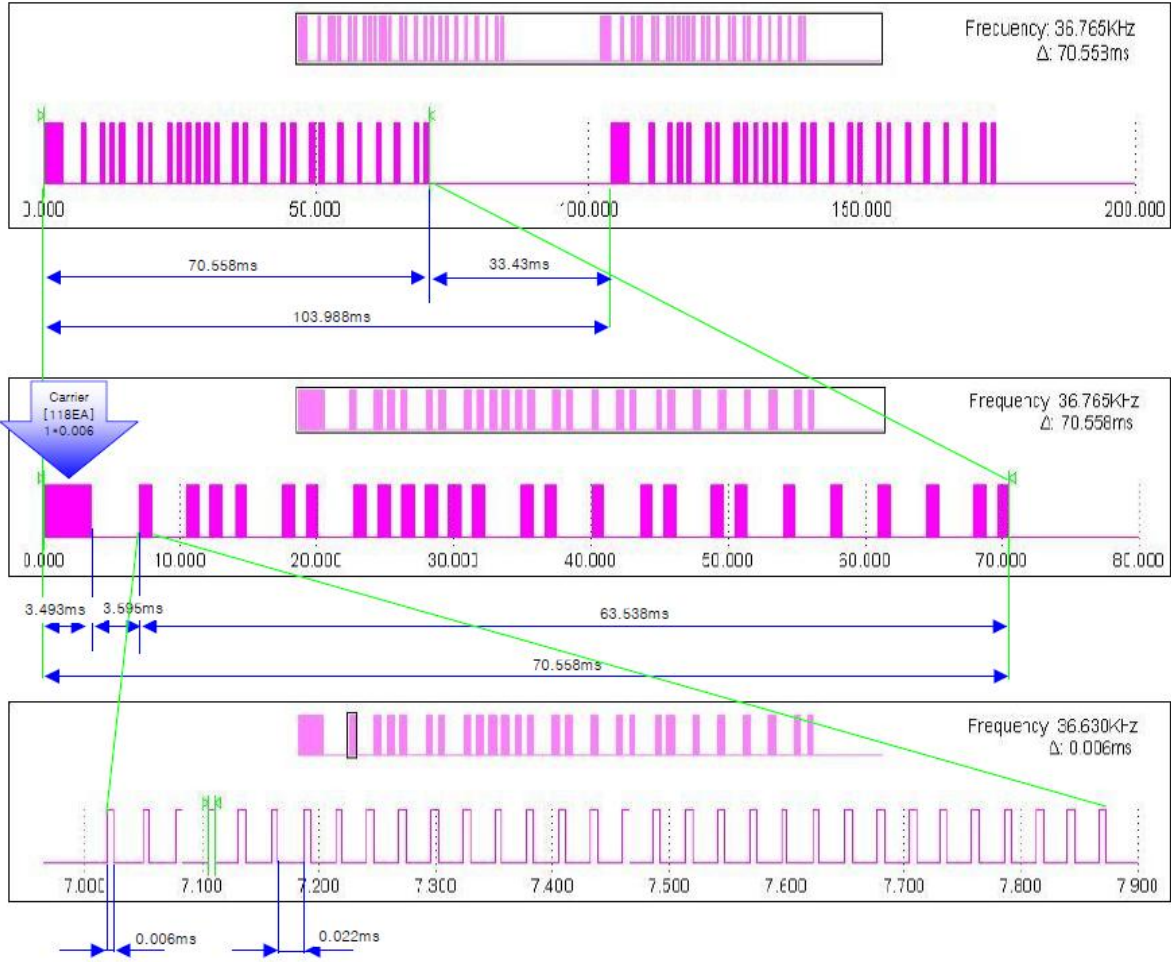 Frecuency: 36.765KHz
Δ: 70.553ms
0.000 50.000 100.000 150.000 200.000
70.558ms
33.43ms
103.988ms
Carrier
[118EA]
1*0.006
Frequency 36.765KHz
Δ: 70.558ms
0.000 10.000 20.000 30.000 40.000 50.000 60.000 70.000 80.000
3.493ms
3.595ms
63.538ms
70.558ms
Frequency 36.630KHz
Δ: 0.006ms
7.000 7.100 7.200 7.300 7.400 7.500 7.600 7.700 7.800 7.900
0.006ms
0.022ms